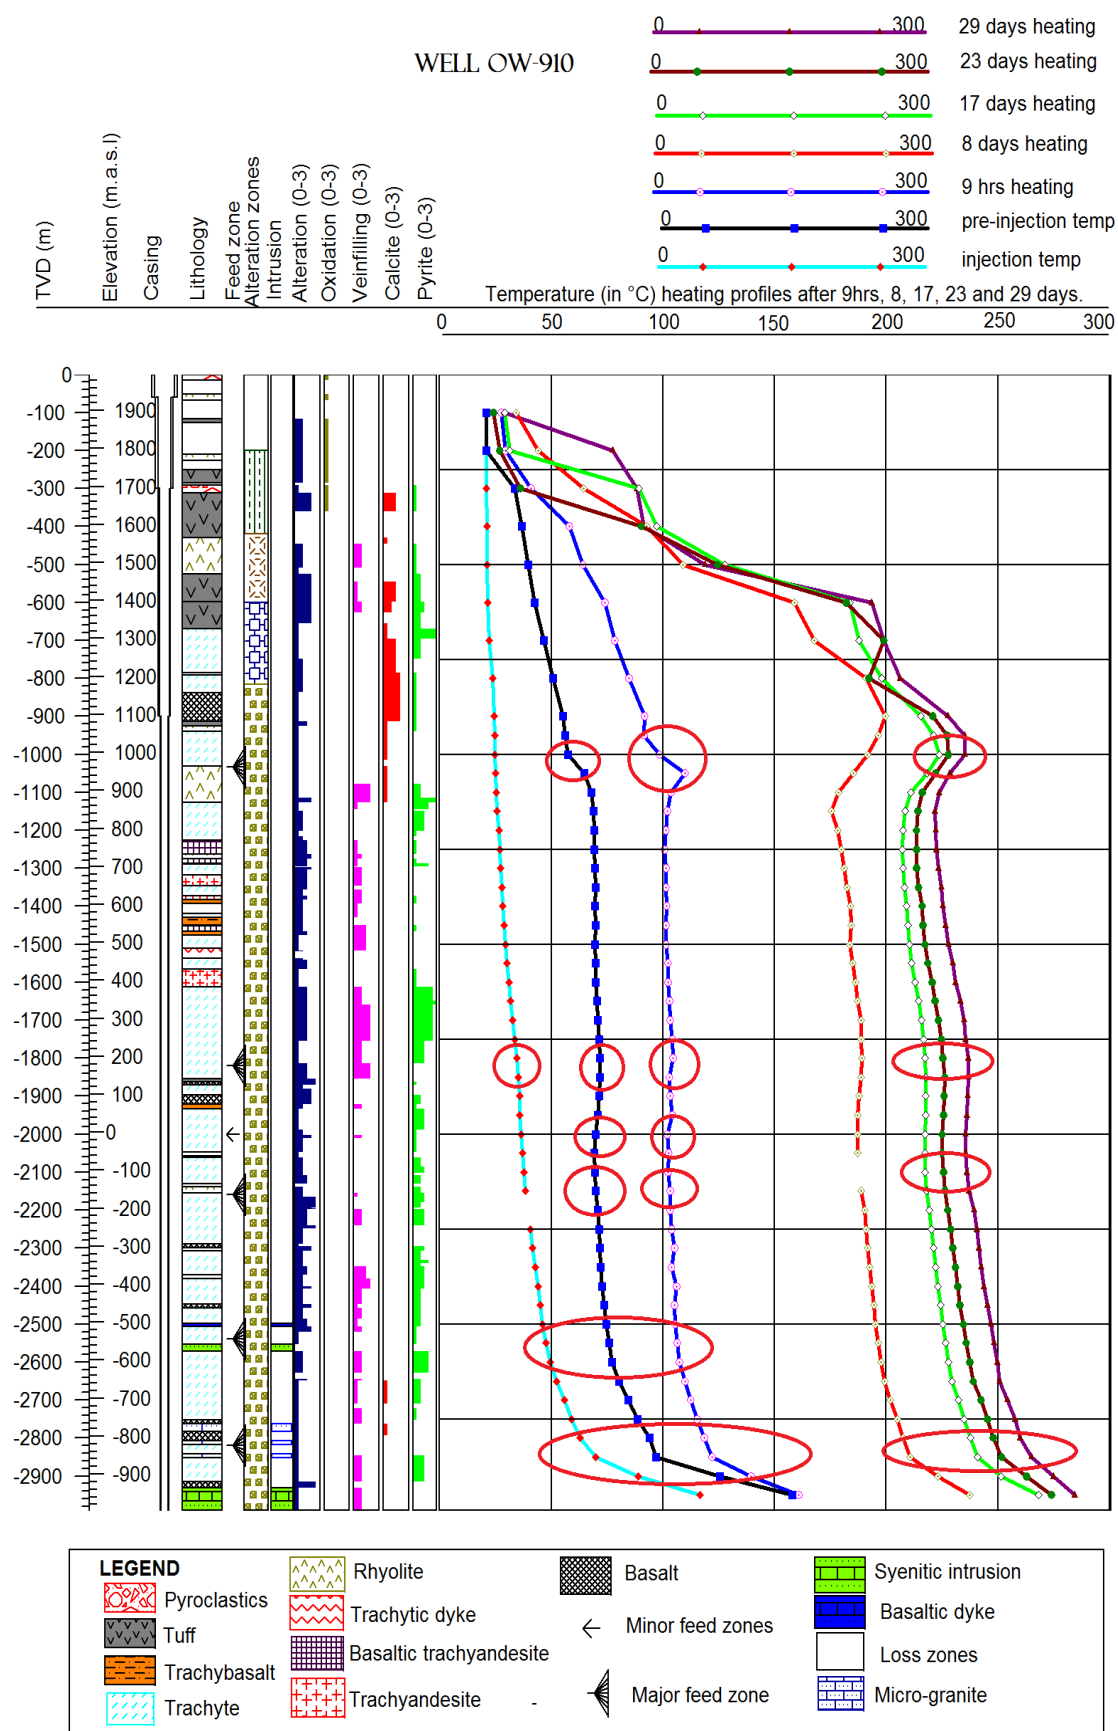 0 300 29 days heating
WELL OW-910
0 300 23 days heating
0 300 17 days heating
0 300 8 days heating
0 300 9 hrs heating
0 300 pre-injection temp
0 300 injection temp
TVD (m)
Elevation (m.a.s.l)
Casing
Lithology
Feed zone
Alteration zones
Intrusion
Alteration (0-3)
Oxidation (0-3)
Veinfilling (0-3)
Calcite (0-3)
Pyrite (0-3)
Temperature (in °C) heating profiles after 9hrs, 8, 17, 23 and 29 days.
0 50 100 150 200 250 300
0
-100 1900
-200 1800
-300 1700
-400 1600
-500 1500
-600 1400
-700 1300
-800 1200
-900 1100
-1000 1000
-1100 900
-1200 800
-1300 700
-1400 600
-1500 500
-1600 400
-1700 300
-1800 200
-1900 100
-2000 0
-2100 -100
-2200 -200
-2300 -300
-2400 -400
-2500 -500
-2600 -600
-2700 -700
-2800 -800
-2900 -900
LEGEND
Pyroclastics
Tuff
Trachybasalt
Trachyte
Rhyolite
Trachytic dyke
Basaltic trachyandesite
Trachyandesite
Basalt
Minor feed zones
- Major feed zone
Syenitic intrusion
Basaltic dyke
Loss zones
Micro-granite